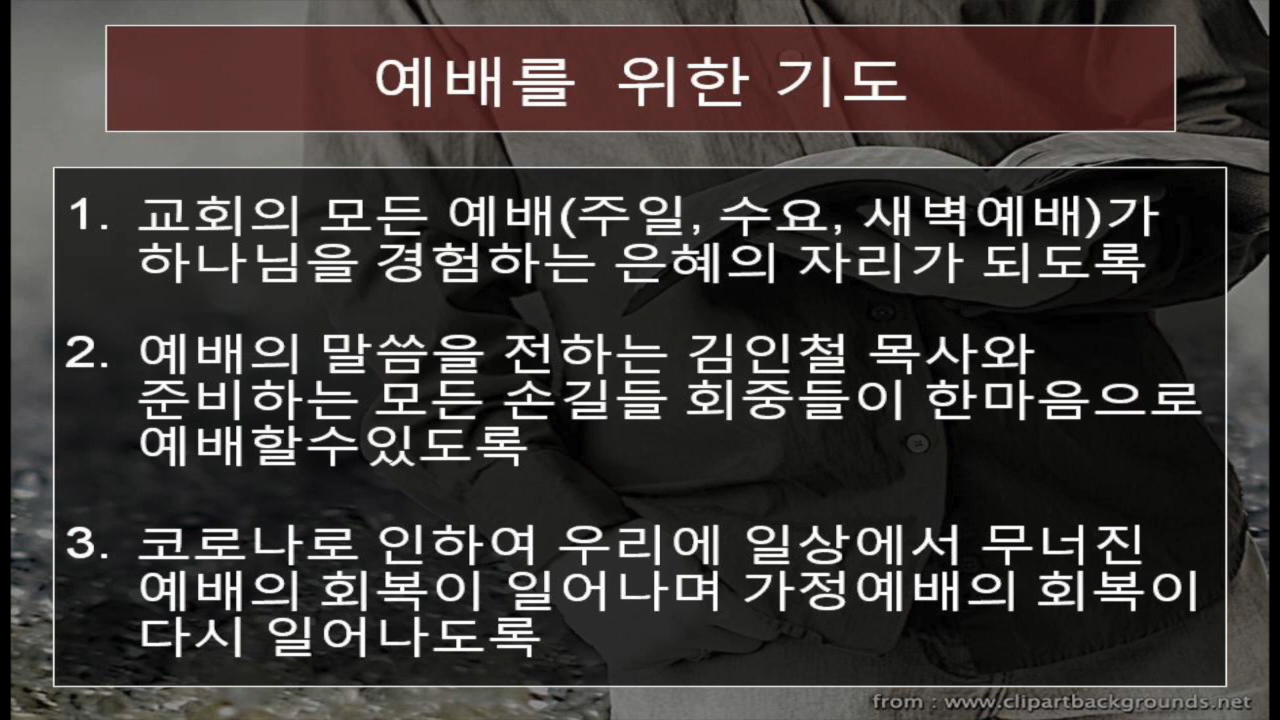 예배를 위한 기도
1. 교회의 모든 예배(주일, 수요, 새벽예배)가
하나님을 경험하는 은혜의 자리가 되도록
2. 예배의 말씀을 전하는 김인철 목사와
준비하는 모든 손길들 회중들이 한마음으로
예배할수있도록
3. 코로나로 인하여 우리에 일상에서 무너진
예배의 회복이 일어나며 가정예배의 회복이
다시 일어나도록
from : www.clipartbackgrounds.net